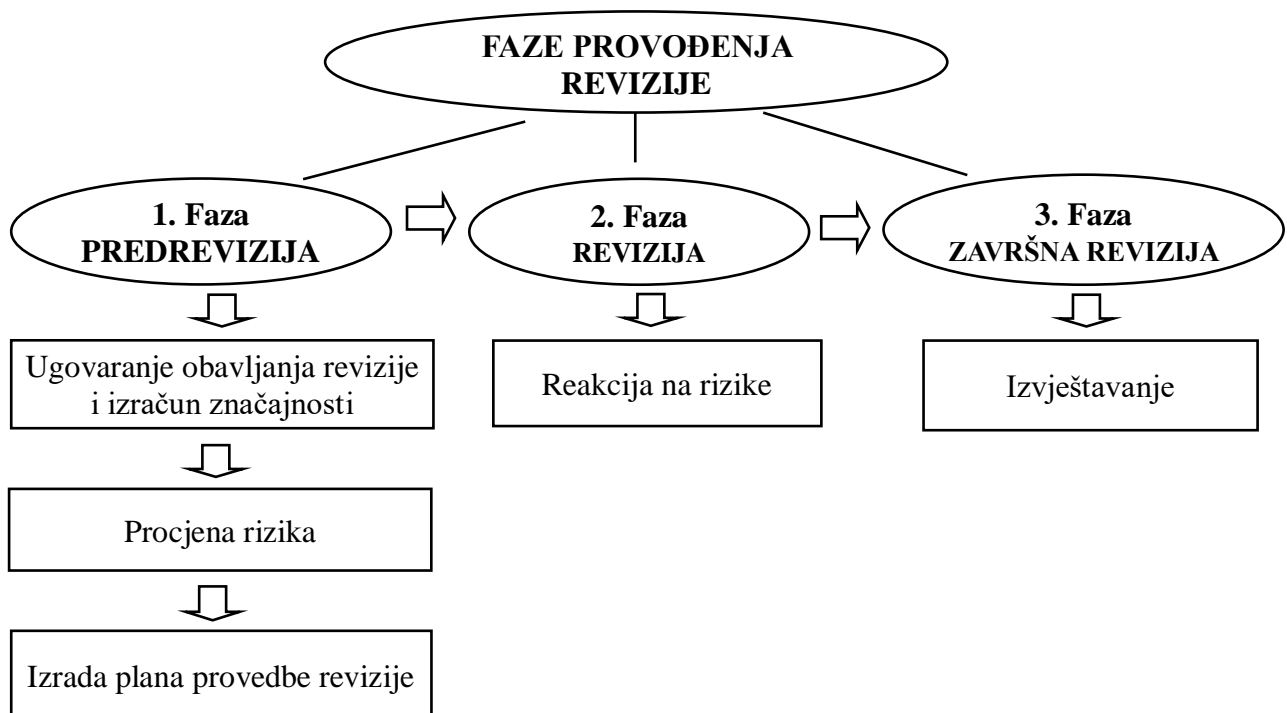 FAZE PROVOĐENJA
REVIZIJE
1. Faza
PREDREVIZIJA
2. Faza
REVIZIJA
3. Faza
ZAVRŠNA REVIZIJA
Ugovaranje obavljanja revizije
i izračun značajnosti
Reakcija na rizike
Izvještavanje
Procjena rizika
Izrada plana provedbe revizije